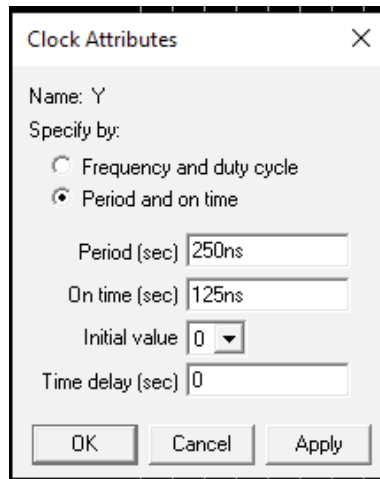 Clock Attributes
Name: Y
Specify by:
Frequency and duty cycle
Period and on time
Period (sec) 250ns
On time (sec) 125ns
Initial value 0
Time delay (sec) 0
OK Cancel Apply